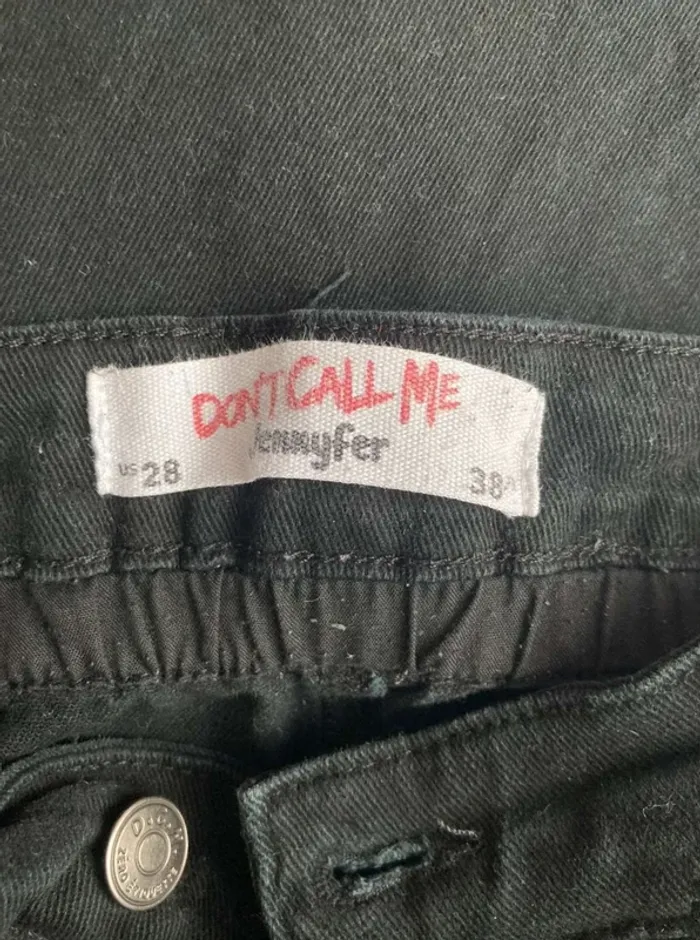 DON'T CALL ME
Jennyfer
US 28
38
D.C.M.